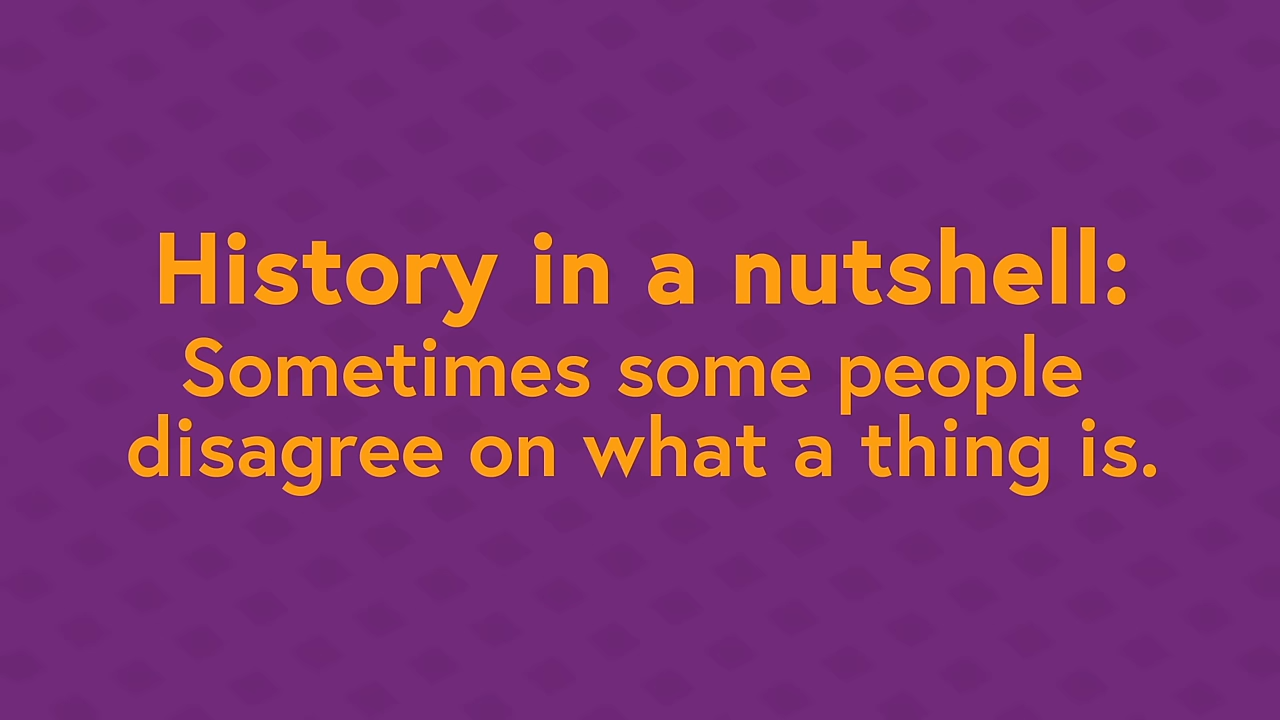 History in a nutshell:
Sometimes some people
disagree on what a thing is.